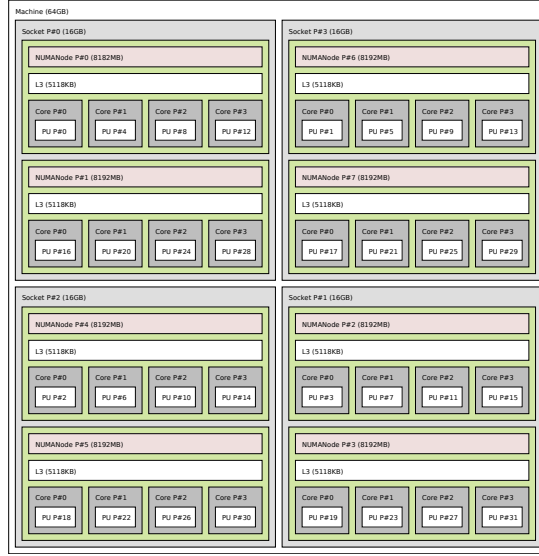 Machine (64GB)
Socket P#0 (16GB)
NUMANode P#0 (8182MB)
L3 (5118KB)
Core P#0 Core P#1 Core P#2 Core P#3
PU P#0 PU P#4 PU P#8 PU P#12
NUMANode P#1 (8192MB)
L3 (5118KB)
Core P#0 Core P#1 Core P#2 Core P#3
PU P#16 PU P#20 PU P#24 PU P#28
Socket P#3 (16GB)
NUMANode P#6 (8192MB)
L3 (5118KB)
Core P#0 Core P#1 Core P#2 Core P#3
PU P#1 PU P#5 PU P#9 PU P#13
NUMANode P#7 (8192MB)
L3 (5118KB)
Core P#0 Core P#1 Core P#2 Core P#3
PU P#17 PU P#21 PU P#25 PU P#29
Socket P#2 (16GB)
NUMANode P#4 (8192MB)
L3 (5118KB)
Core P#0 Core P#1 Core P#2 Core P#3
PU P#2 PU P#6 PU P#10 PU P#14
NUMANode P#5 (8192MB)
L3 (5118KB)
Core P#0 Core P#1 Core P#2 Core P#3
PU P#18 PU P#22 PU P#26 PU P#30
Socket P#1 (16GB)
NUMANode P#2 (8192MB)
L3 (5118KB)
Core P#0 Core P#1 Core P#2 Core P#3
PU P#3 PU P#7 PU P#11 PU P#15
NUMANode P#3 (8192MB)
L3 (5118KB)
Core P#0 Core P#1 Core P#2 Core P#3
PU P#19 PU P#23 PU P#27 PU P#31